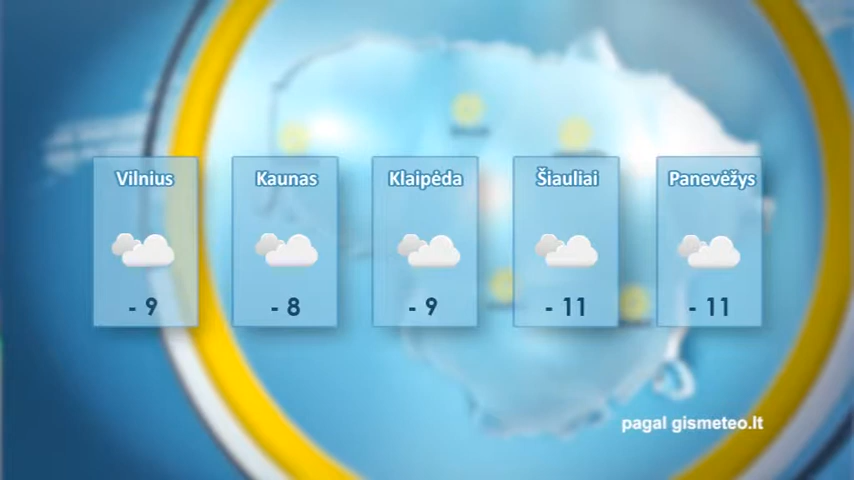 Vilnius
- 9
Kaunas
- 8
Klaipėda
- 9
Šiauliai
- 11
Panevėžys
- 11
pagal gismeteo.lt